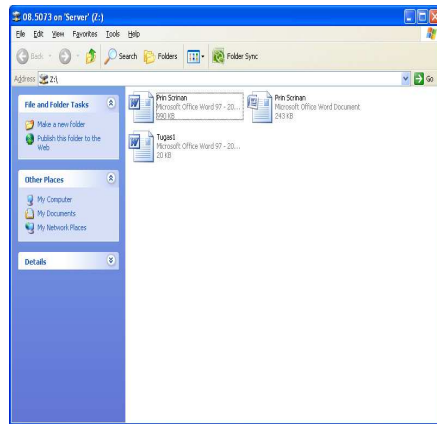 08.5073 on 'Server' (Z:)
File Edit View Favorites Tools Help
Back Search Folders Folder Sync
Address Z:\ Go
File and Folder Tasks
Make a new folder
Publish this folder to the
Web
Other Places
My Computer
My Documents
My Network Places
Details
Prin Scrinan
Microsoft Office Word 97 - 20...
990 KB
Prin Scrinan
Microsoft Office Word Document
243 KB
Tugas1
Microsoft Office Word 97 - 20...
20 KB